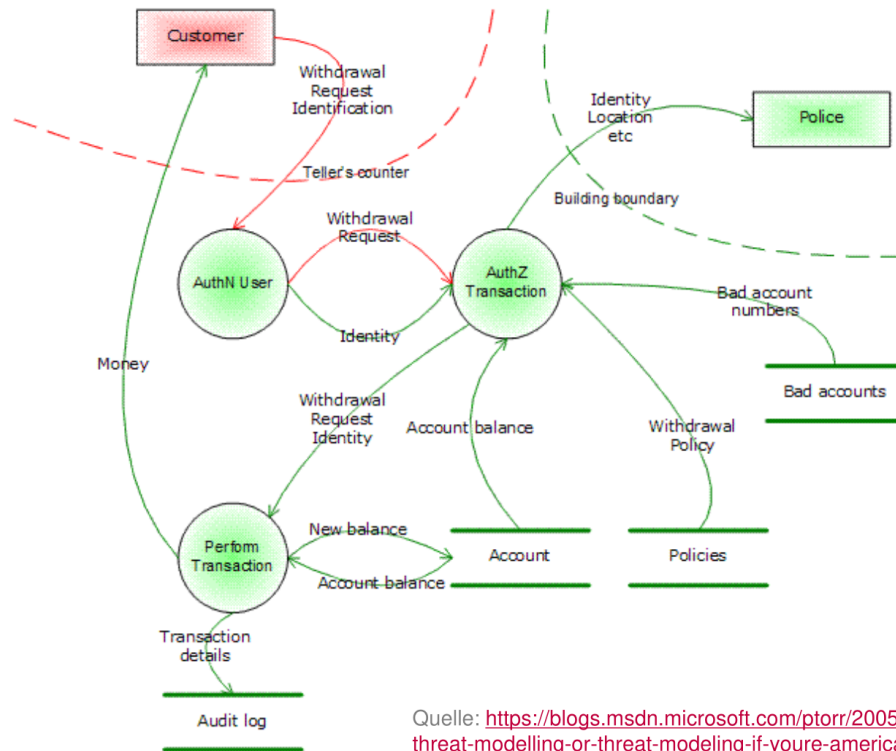 Customer
Withdrawal
Request
Identification
Identity
Location
etc
Police
Teller's counter
Building boundary
Withdrawal
Request
AuthN User
AuthZ
Transaction
Identity
Bad account
numbers
Money
Bad accounts
Withdrawal
Request
Identity
Account balance
Withdrawal
Policy
New balance
Perform
Transaction
Account
Policies
Account balance
Transaction
details
Audit log
Quelle: https://blogs.msdn.microsoft.com/ptorr/2005
threat-modelling-or-threat-modeling-if-youre-americ